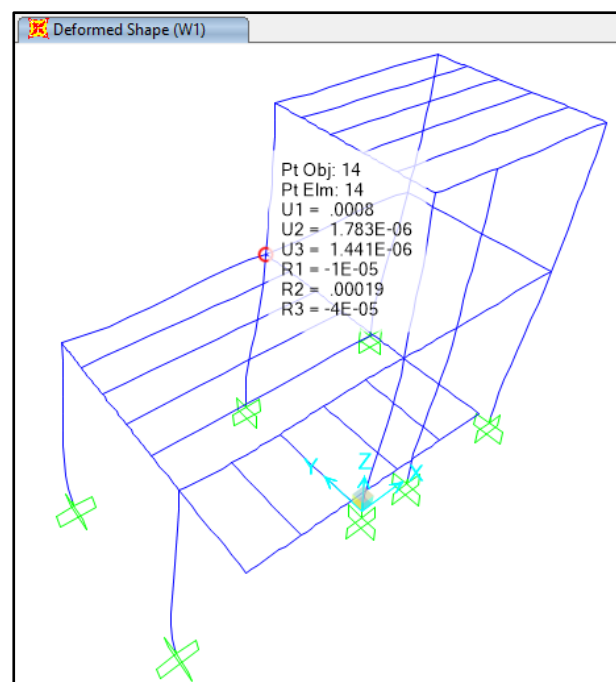 Deformed Shape (W1)
Pt Obj: 14
Pt Elm: 14
U1 = .0008
U2 = 1.783E-06
U3 = 1.441E-06
R1 = -1E-05
R2 = .00019
R3 = -4E-05
Y
Z
X